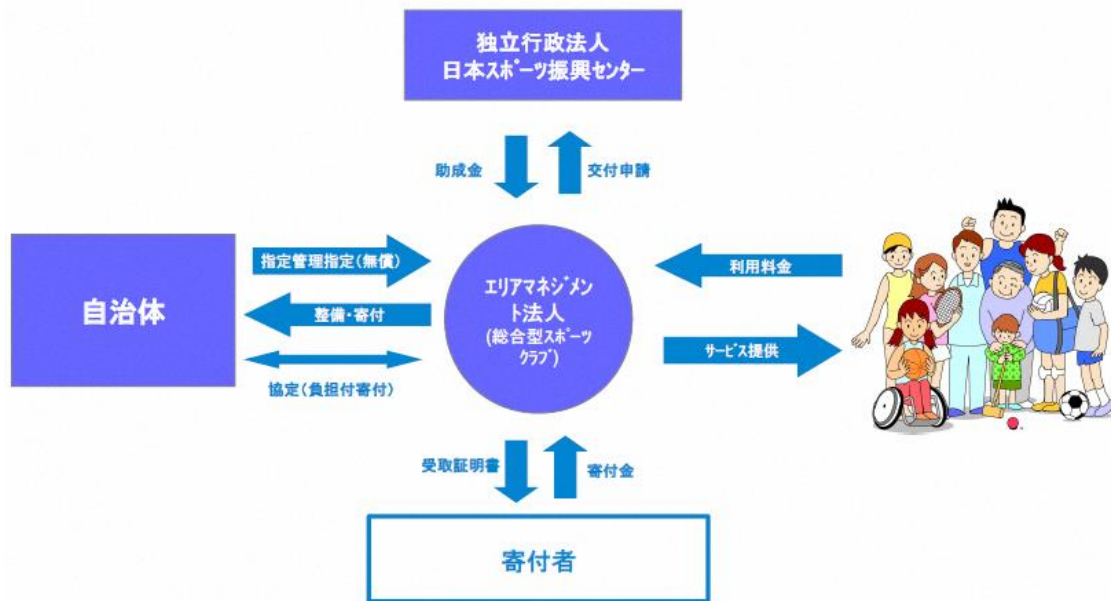 独立行政法人
日本スポーツ振興センター
助成金
交付申請
自治体
指定管理指定(無償)
整備・寄付
協定(負担付寄付)
エリアマネジメン
ト法人
(総合型スポーツ
クラブ)
利用料金
サービス提供
受取証明書
寄付金
寄付者